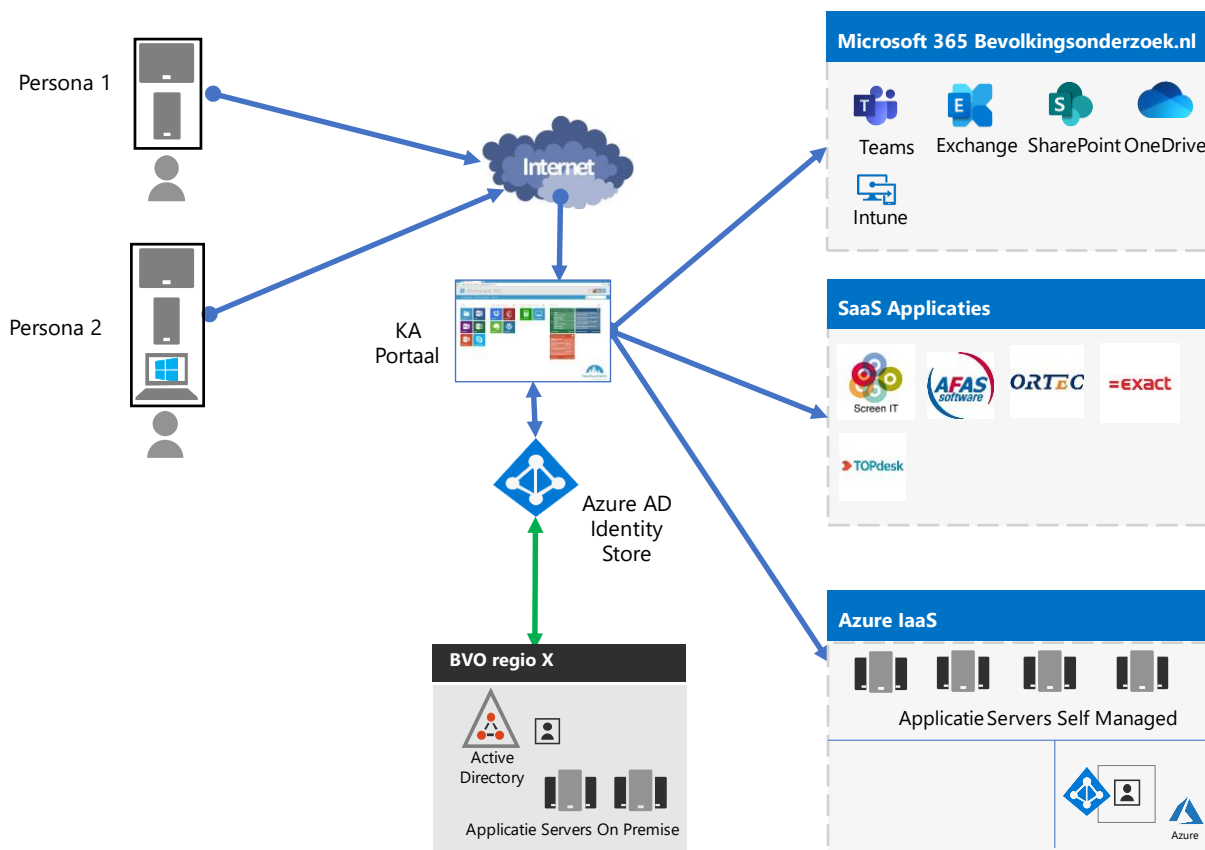 Persona 1
Persona 2
Internet
KA
Portaal
Azure AD
Identity
Store
BVO regio X
Active
Directory
Applicatie Servers On Premise
Microsoft 365 Bevolkingsonderzoek.nl
Teams
Exchange
SharePoint
OneDrive
Intune
SaaS Applicaties
Screen IT
AFAS
software
ORTEC
=exact
TOPdesk
Azure IaaS
Applicatie Servers Self Managed
Azure